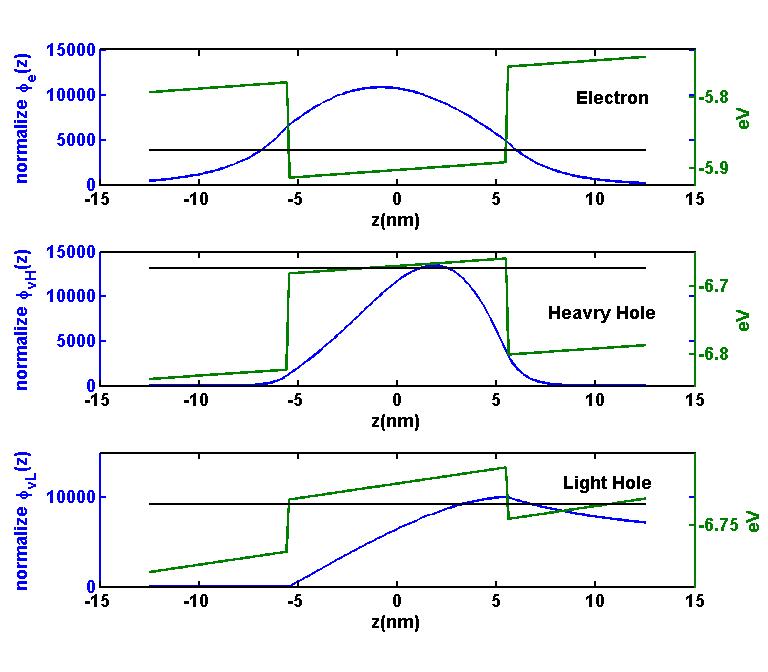 15000
10000
5000
0
normalize ϕe(z)
Electron
-5.8
-5.9
eV
-15 -10 -5 0 5 10 15
z(nm)
15000
10000
5000
0
normalize ϕvH(z)
Heavry Hole
-6.7
-6.8
eV
-15 -10 -5 0 5 10 15
z(nm)
10000
0
normalize ϕvL(z)
Light Hole
-6.75
eV
-15 -10 -5 0 5 10 15
z(nm)